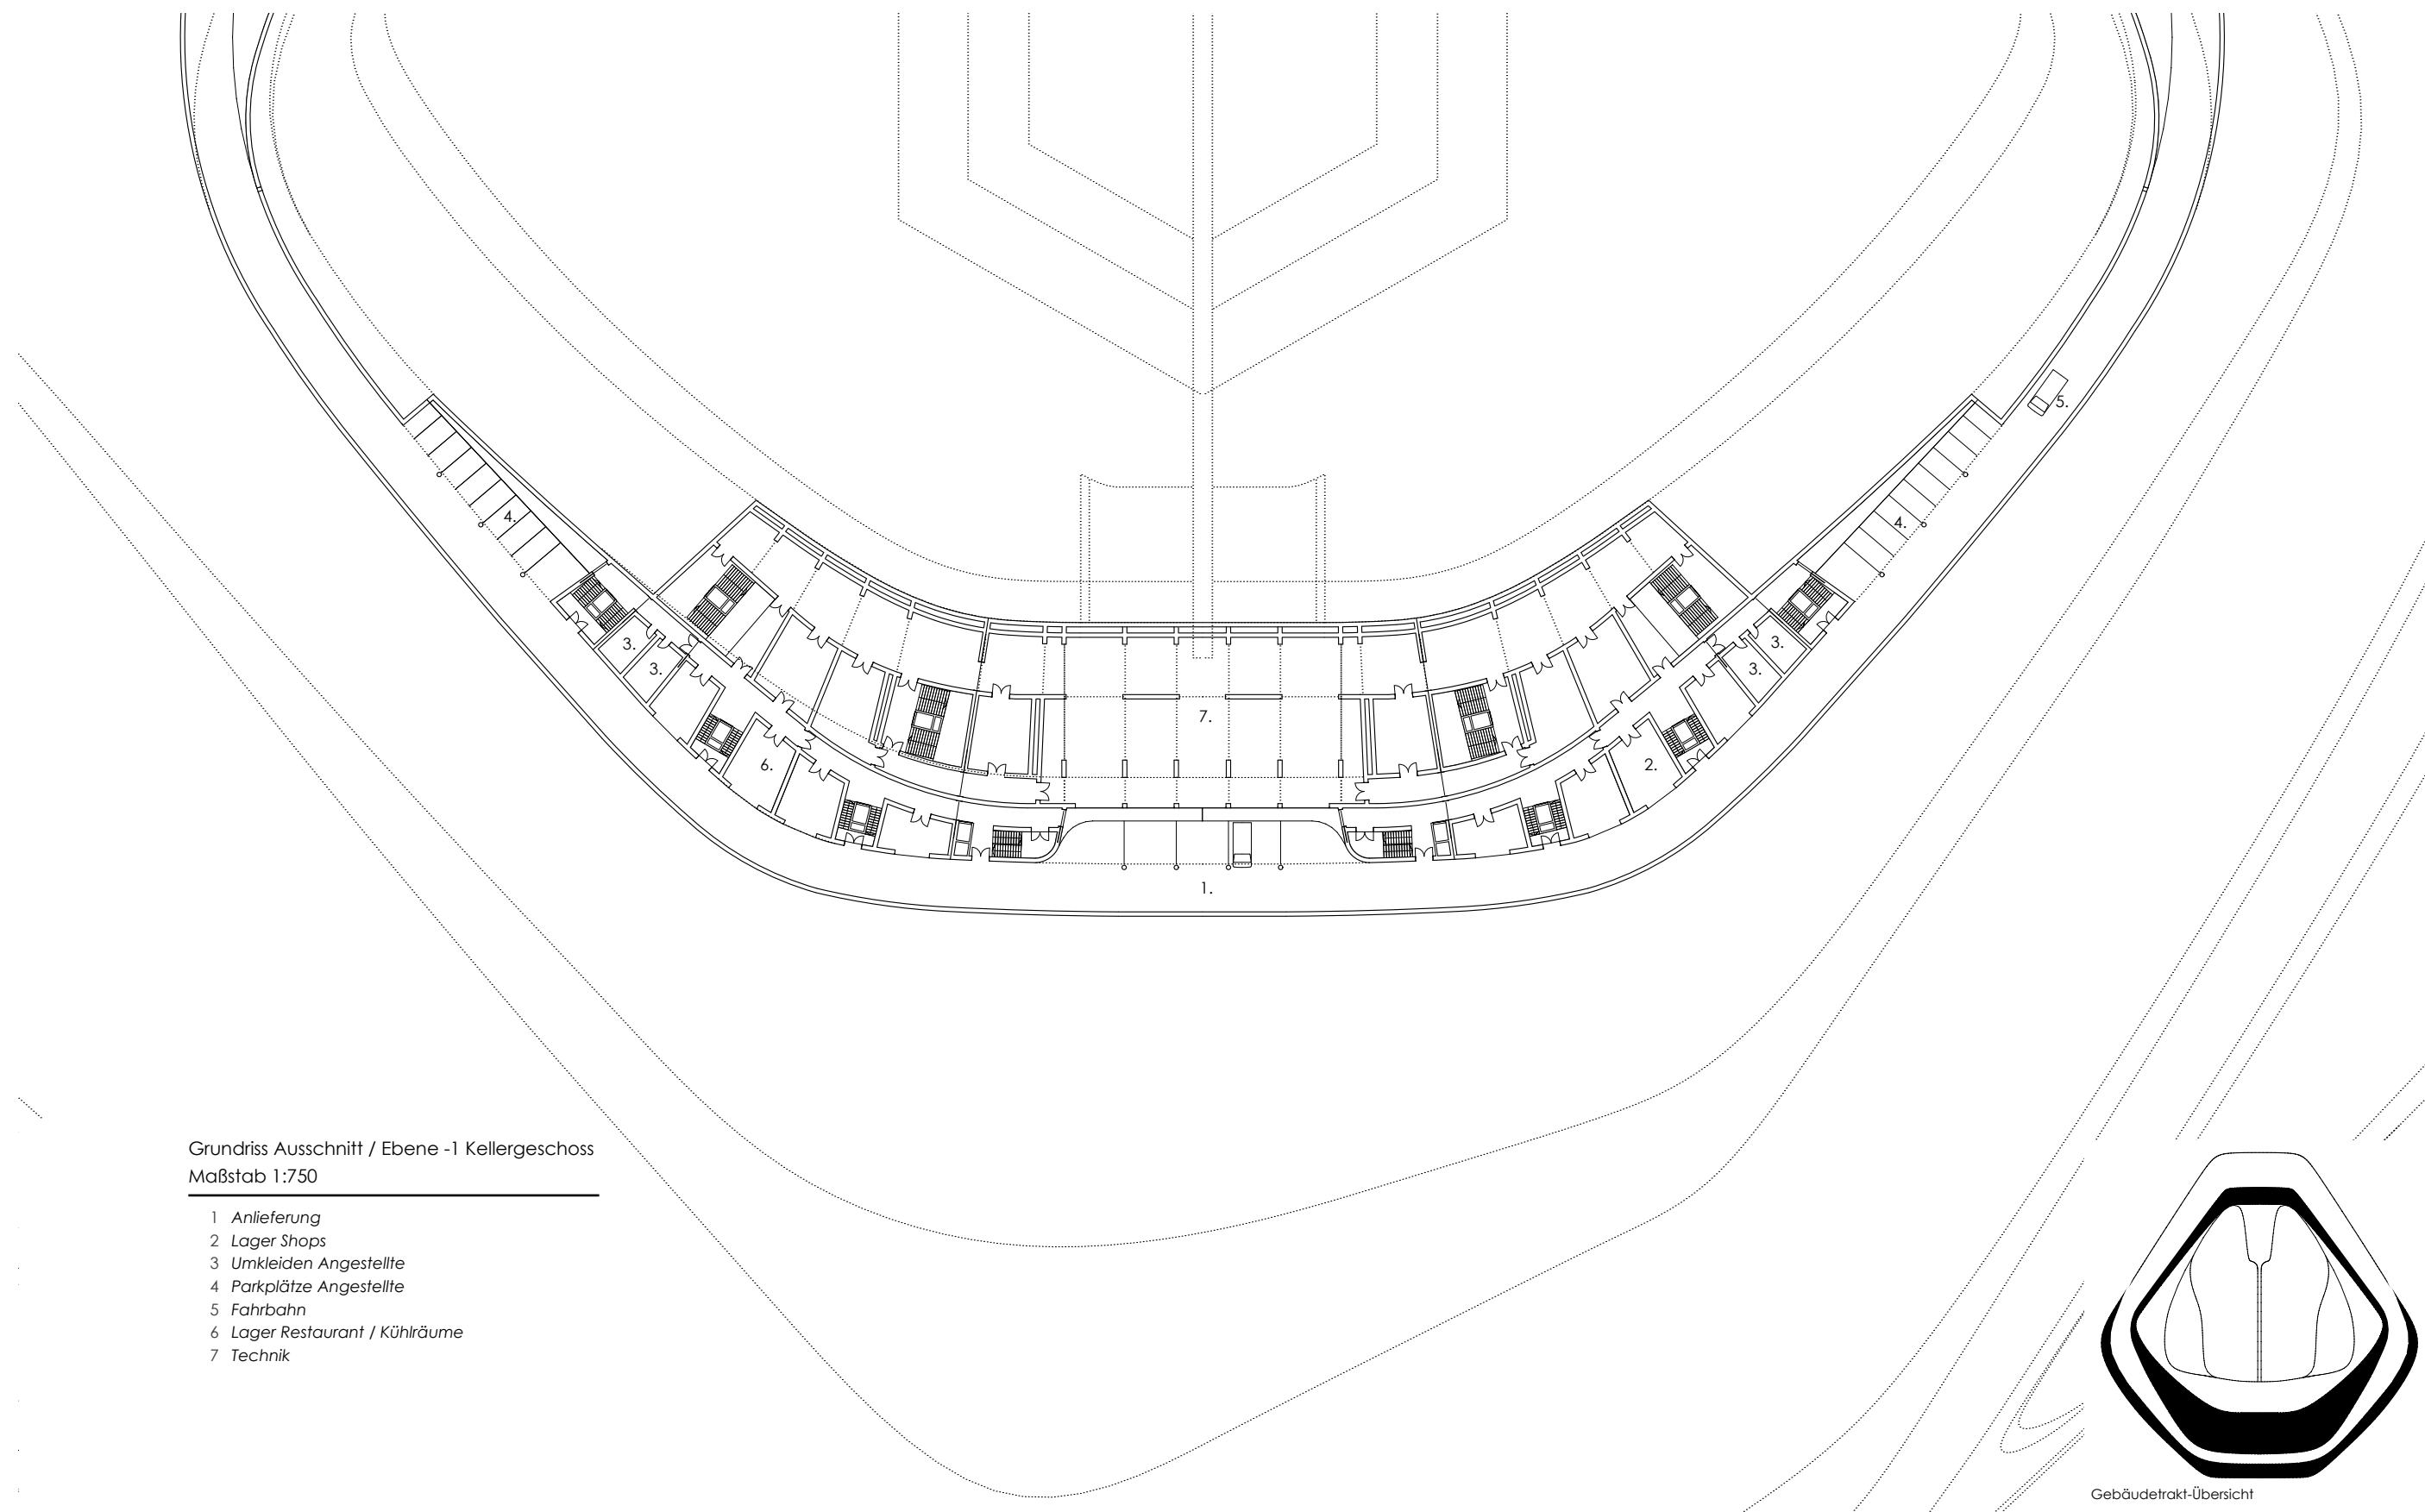 5.
4.
4.
3.
3.
3.
3.
7.
6.
2.
1.
Grundriss Ausschnitt / Ebene -1 Kellergeschoss
Maßstab 1:750
1 Anlieferung
2 Lager Shops
3 Umkleiden Angestellte
4 Parkplätze Angestellte
5 Fahrbahn
6 Lager Restaurant / Kühlräume
7 Technik
Gebäudetrakt-Übersicht